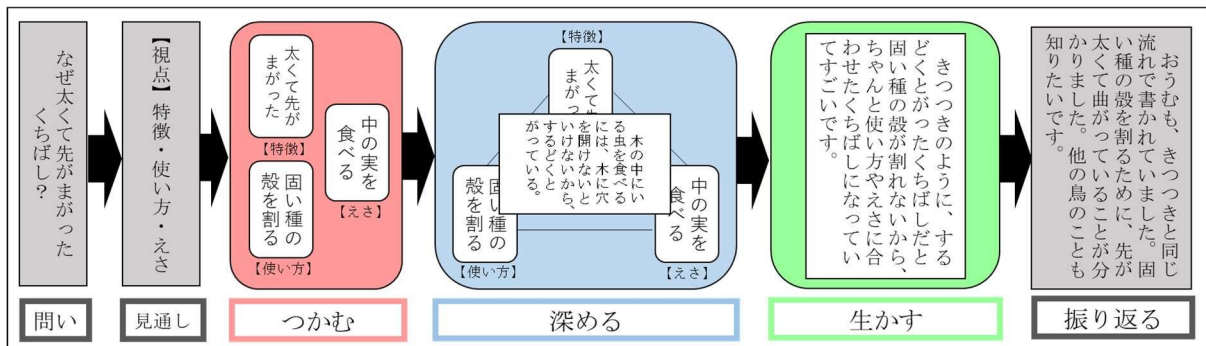 なぜ太くて先がまがった
くちばし？
問い
【視点】特徴・使い方・えさ
見通し
太くて先が
まがった
【特徴】
固い種の
殻を割る
【使い方】
中の実を
食べる
【えさ】
つかむ
【特徴】
太くて先
まがっ
木の中にい
る虫を食べる
には、木に穴
を開けないと
いけないから、
するどくと
がっている。
固い種の
殻を割る
【使い方】
中の実を
食べる
【えさ】
深める
きつつきのように、する
どくとがったくちばしだと
固い種の殻が割れないから、
ちゃんと使い方やえさに合
わせたくちばしになってい
てすごいです。
生かす
おうむも、きつつきと同じ
流れで書かれていました。固
い種の殻を割るために、先が
太くて曲がっていることが分
かりました。他の鳥のことも
知りたいです。
振り返る